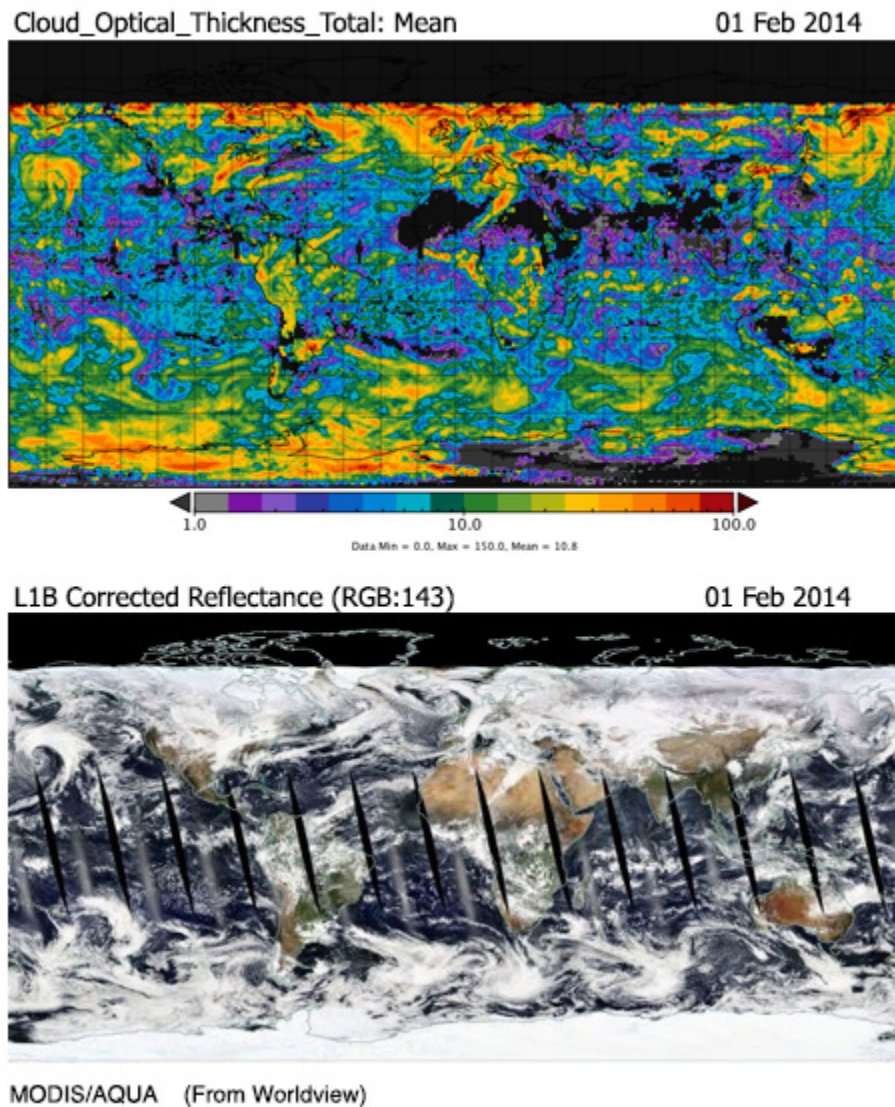 Cloud_Optical_Thickness_Total: Mean 01 Feb 2014
1.0 10.0 100.0
Data Min = 0.0, Max = 150.0, Mean = 10.8
L1B Corrected Reflectance (RGB:143) 01 Feb 2014
MODIS/AQUA (From Worldview)